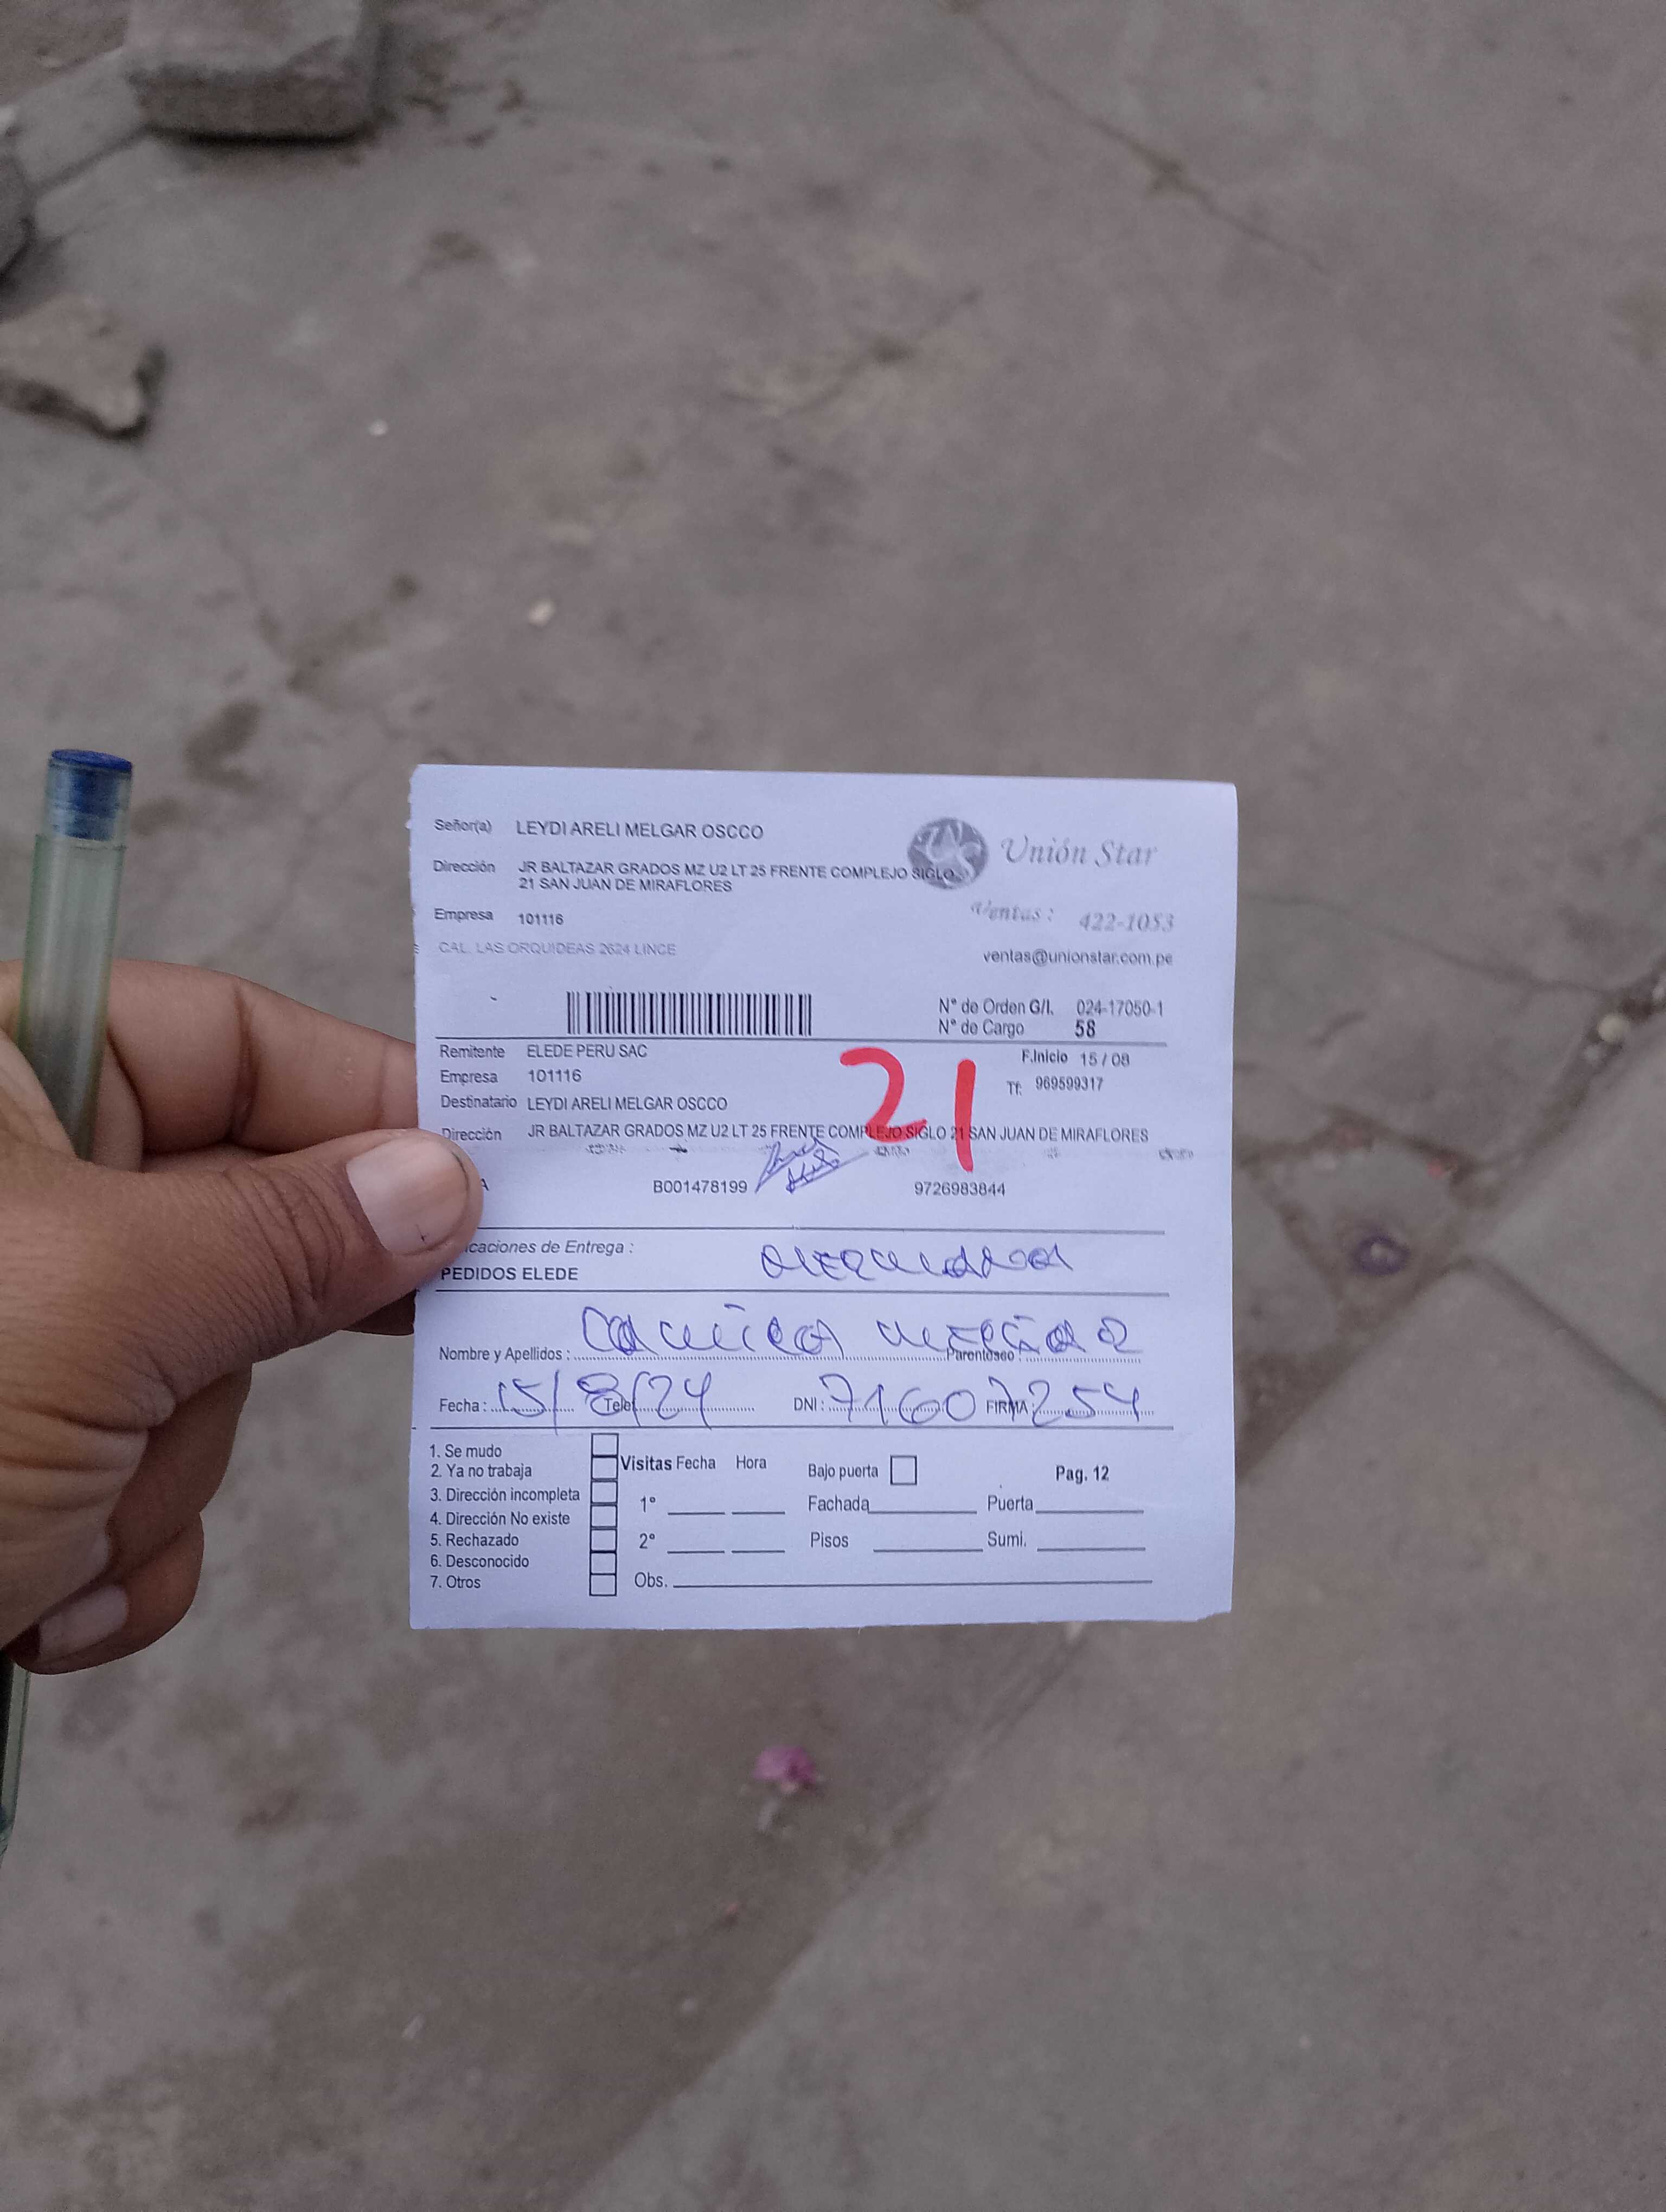 Señor(a) LEYDI ARELI MELGAR OSCCO
Unión Star
Dirección JR BALTAZAR GRADOS MZ U2 LT 25 FRENTE COMPLEJO SIGLO
21 SAN JUAN DE MIRAFLORES
Empresa 101116
Ventas : 422-1053
CAL. LAS ORQUIDEAS 2624 LINCE
ventas@unionstar.com.pe
N° de Orden G/I. 024-17050-1
N° de Cargo 58
Remitente ELEDE PERU SAC
F.Inicio 15 / 08
Empresa 101116
Tf: 969599317
21
Destinatario LEYDI ARELI MELGAR OSCCO
Dirección JR BALTAZAR GRADOS MZ U2 LT 25 FRENTE COMPLEJO SIGLO 21 SAN JUAN DE MIRAFLORES
A B001478199 9726983844
caciones de Entrega :
PEDIDOS ELEDE
Nombre y Apellidos : Parentesco :
Fecha : 15/8/24 Telef. DNI : 71607254 FIRMA :
1. Se mudo
2. Ya no trabaja
3. Dirección incompleta
4. Dirección No existe
5. Rechazado
6. Desconocido
7. Otros
Visitas Fecha Hora
1°
2°
Obs.
Bajo puerta
Pag. 12
Fachada Puerta
Pisos Sumi.